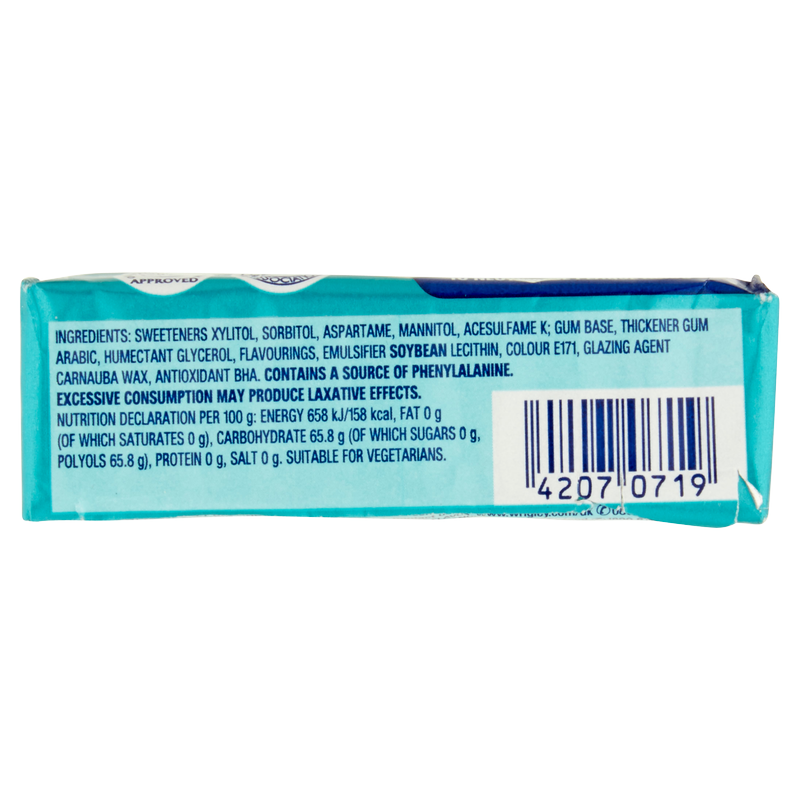 APPROVED
INGREDIENTS: SWEETENERS XYLITOL, SORBITOL, ASPARTAME, MANNITOL, ACESULFAME K; GUM BASE, THICKENER GUM
ARABIC, HUMECTANT GLYCEROL, FLAVOURINGS, EMULSIFIER SOYBEAN LECITHIN, COLOUR E171, GLAZING AGENT
CARNAUBA WAX, ANTIOXIDANT BHA. CONTAINS A SOURCE OF PHENYLALANINE.
EXCESSIVE CONSUMPTION MAY PRODUCE LAXATIVE EFFECTS.
NUTRITION DECLARATION PER 100 g: ENERGY 658 kJ/158 kcal, FAT 0 g
(OF WHICH SATURATES 0 g), CARBOHYDRATE 65.8 g (OF WHICH SUGARS 0 g,
POLYOLS 65.8 g), PROTEIN 0 g, SALT 0 g. SUITABLE FOR VEGETARIANS.
4207 0719